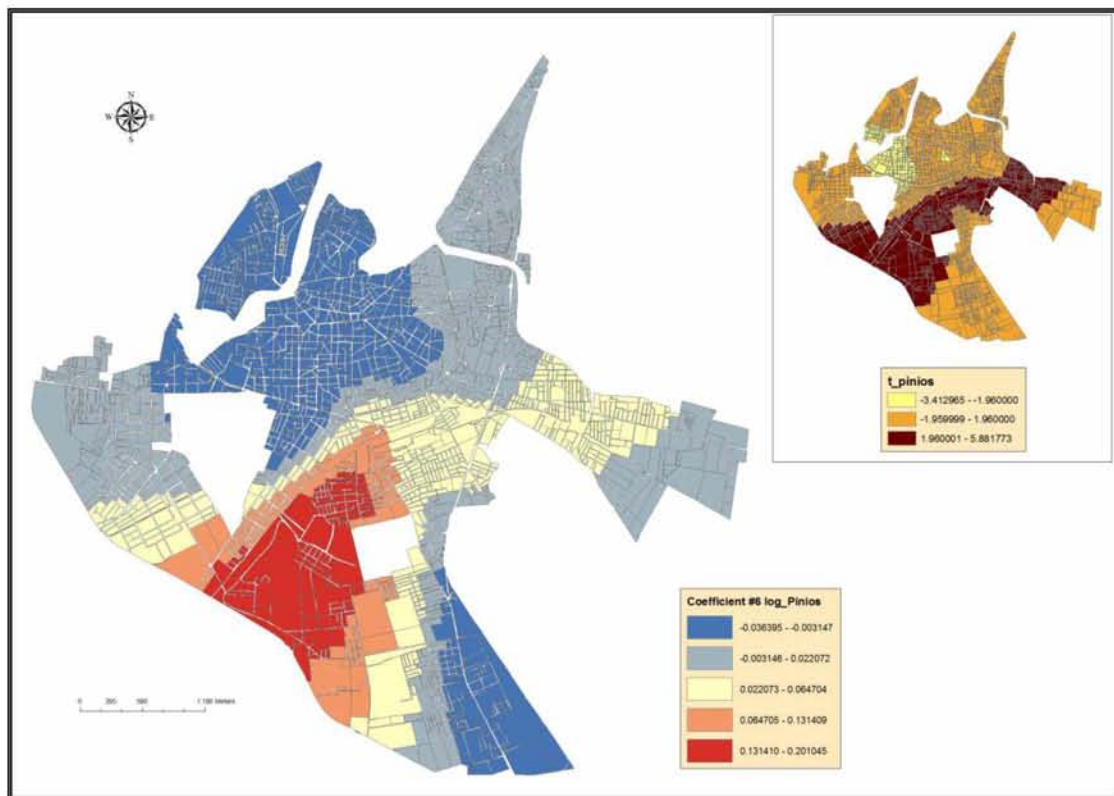 N
W E
S
t_pinios
-3.412965 - -1.960000
-1.959999 - 1.960000
1.960001 - 5.881773
Coefficient #6 log_Pinios
-0.036395 - -0.003147
-0.003146 - 0.022072
0.022073 - 0.064704
0.064705 - 0.131409
0.131410 - 0.201045
0 Meters